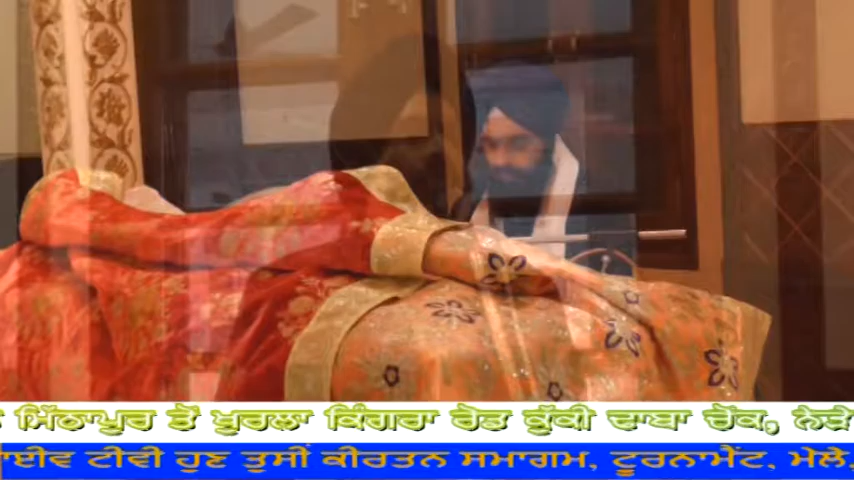 ਮਿੱਠਾਪੁਰ ਤੋਂ ਖੁਰਲਾ ਕਿੰਗਰਾ ਰੋਡ ਕੁੱਕੀ ਢਾਬਾ ਚੌਂਕ, ਨੇੜੇ
ਟੀਵੀ ਹੁਣ ਤੁਸੀਂ ਕੀਰਤਨ ਸਮਾਗਮ, ਟੂਰਨਾਮੈਂਟ, ਮੇਲੇ,